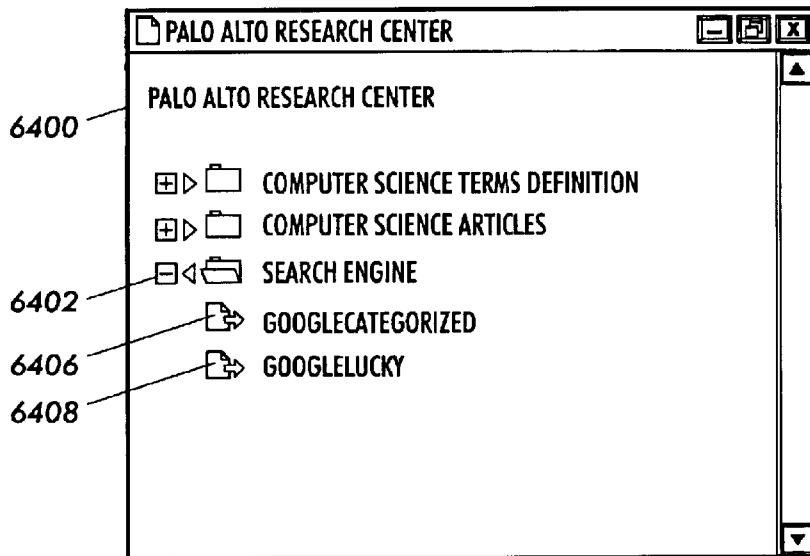 PALO ALTO RESEARCH CENTER
6400
PALO ALTO RESEARCH CENTER
COMPUTER SCIENCE TERMS DEFINITION
COMPUTER SCIENCE ARTICLES
6402
SEARCH ENGINE
6406
GOOGLECATEGORIZED
6408
GOOGLELUCKY